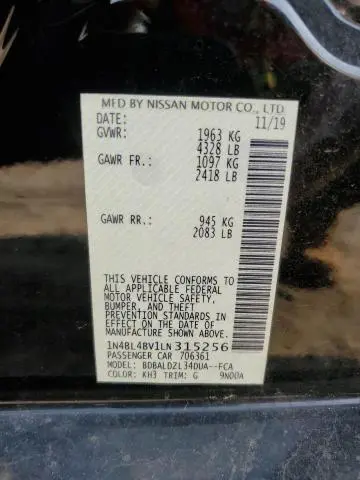 MFD BY NISSAN MOTOR CO., LTD.
DATE: 11/19
GVWR: 1963 KG
4328 LB
GAWR FR.: 1097 KG
2418 LB
GAWR RR.: 945 KG
2083 LB
THIS VEHICLE CONFORMS TO
ALL APPLICABLE FEDERAL
MOTOR VEHICLE SAFETY,
BUMPER, AND THEFT
PREVENTION STANDARDS IN
EFFECT ON THE DATE OF
MANUFACTURE SHOWN ABOVE.
1N4BL4BV1LN315256
PASSENGER CAR 706361
MODEL: BDBALDZL34DUA--FCA
COLOR: KH3 TRIM: G 9N00A